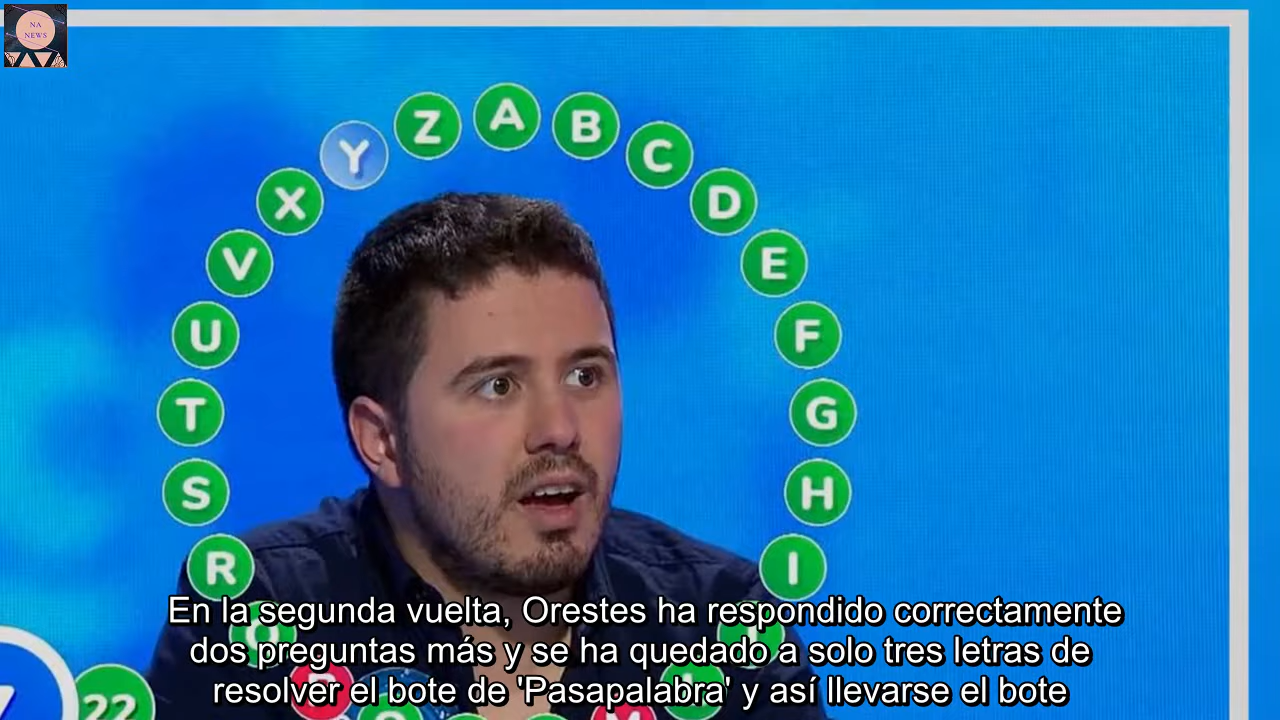 NA
NEWS
Z
A
B
C
D
E
F
G
H
I
L
M
R
S
T
U
V
X
Y
22
En la segunda vuelta, Orestes ha respondido correctamente
dos preguntas más y se ha quedado a solo tres letras de
resolver el bote de 'Pasapalabra' y así llevarse el bote